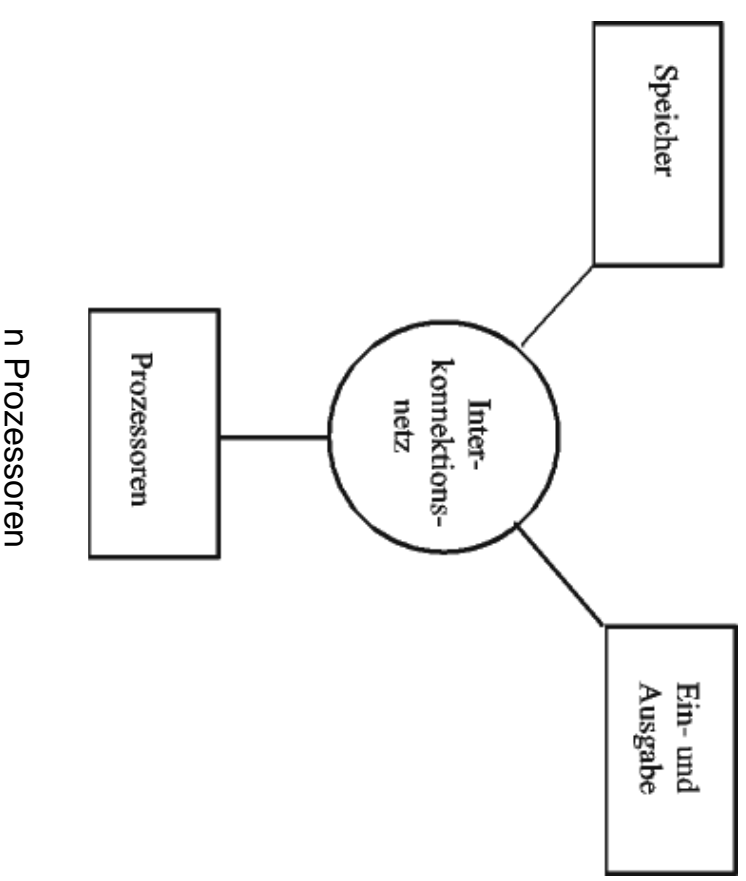 Speicher
Ein- und
Ausgabe
Inter-
konnektions-
netz
Prozessoren
n Prozessoren